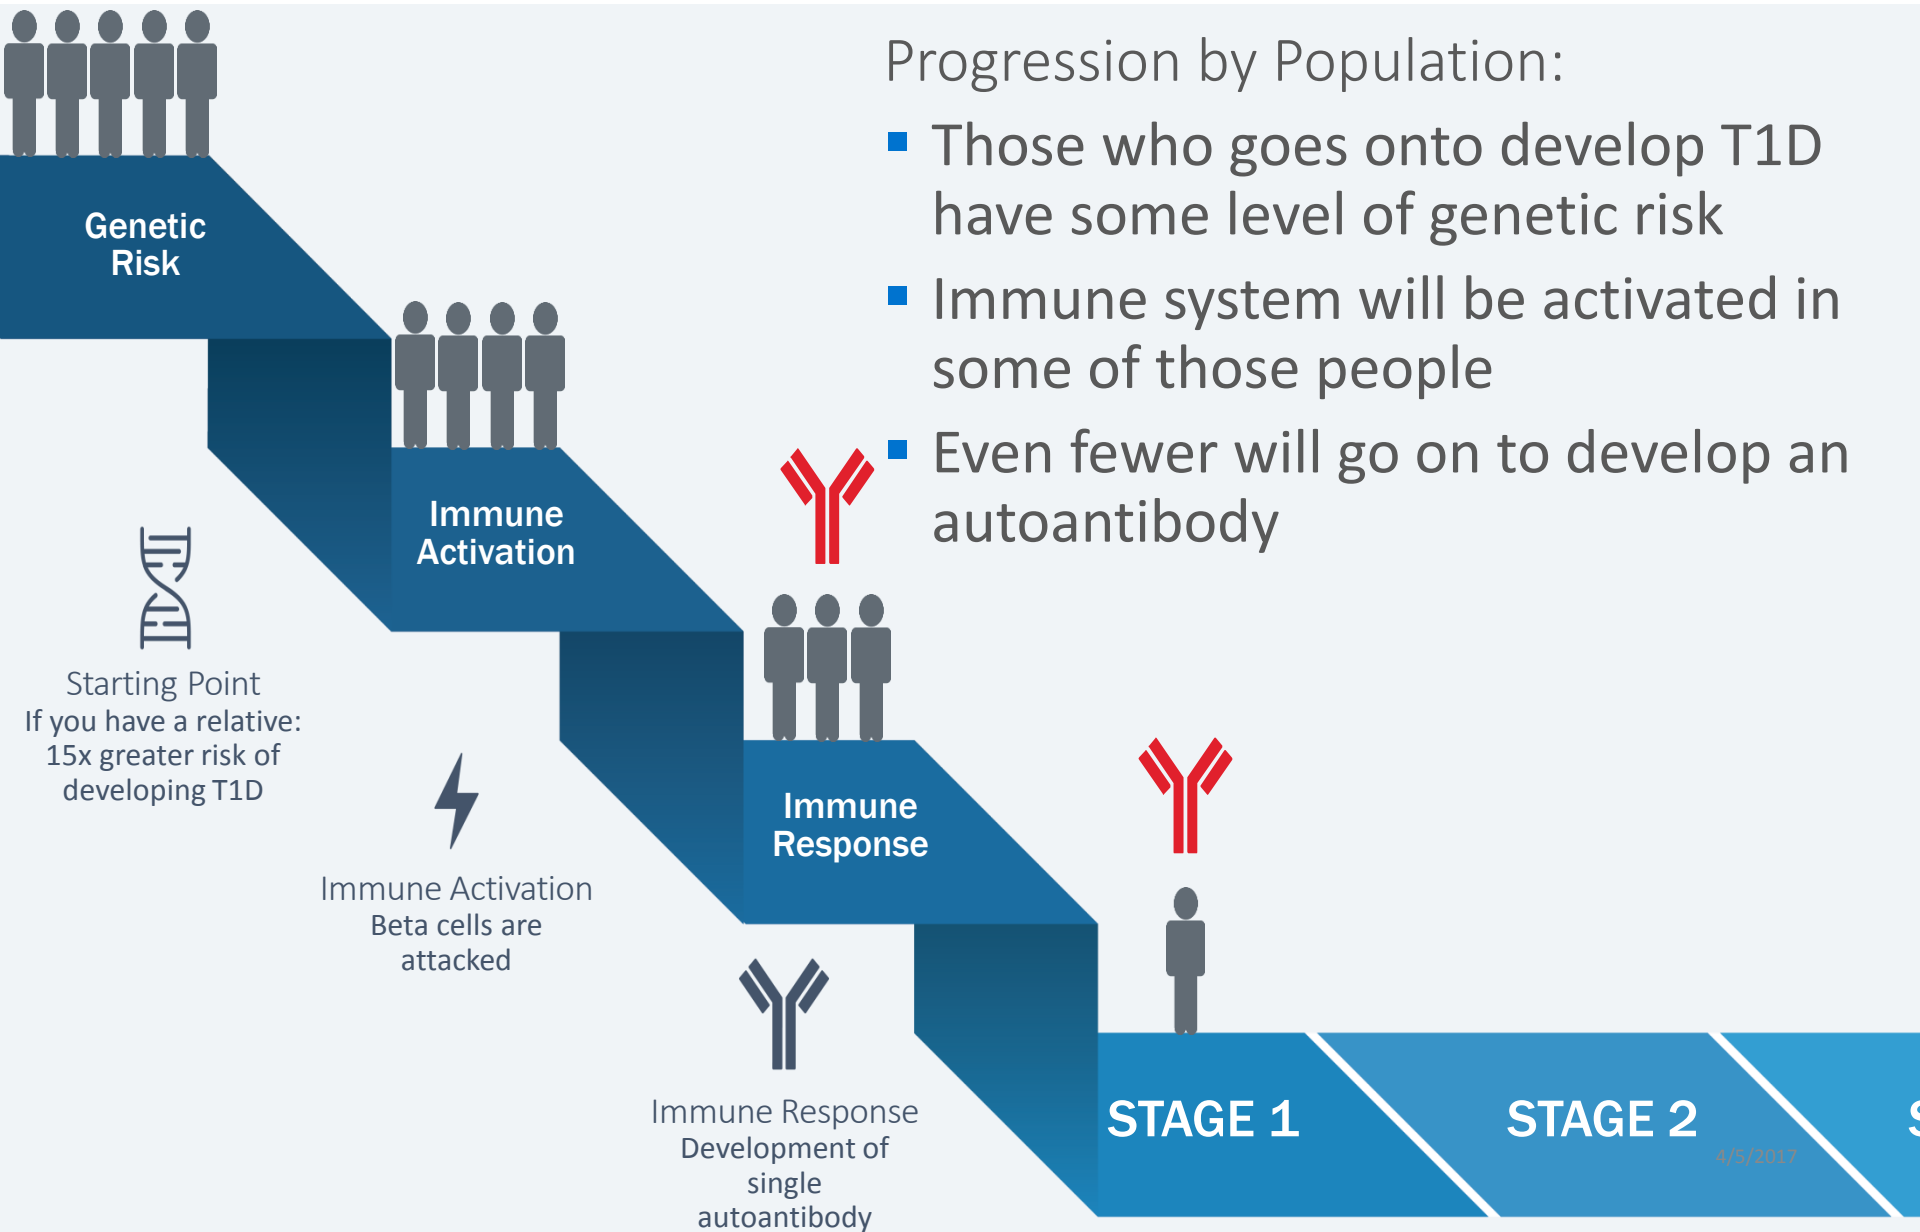 Progression by Population:
▪ Those who goes onto develop T1D
have some level of genetic risk
▪ Immune system will be activated in
some of those people
▪ Even fewer will go on to develop an
autoantibody
Genetic
Risk
Immune
Activation
Starting Point
If you have a relative:
15x greater risk of
developing T1D
Immune
Response
Immune Activation
Beta cells are
attacked
Immune Response
Development of
single
autoantibody
STAGE 1
STAGE 2
4/5/2017